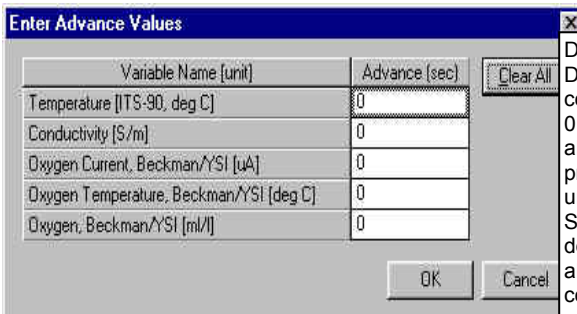 Enter Advance Values
Variable Name [unit] Advance (sec) Clear All
Temperature [ITS-90, deg C] 0
Conductivity [S/m] 0
Oxygen Current, Beckman/YSI [uA] 0
Oxygen Temperature, Beckman/YSI [deg C] 0
Oxygen, Beckman/YSI [ml/l] 0
OK Cancel